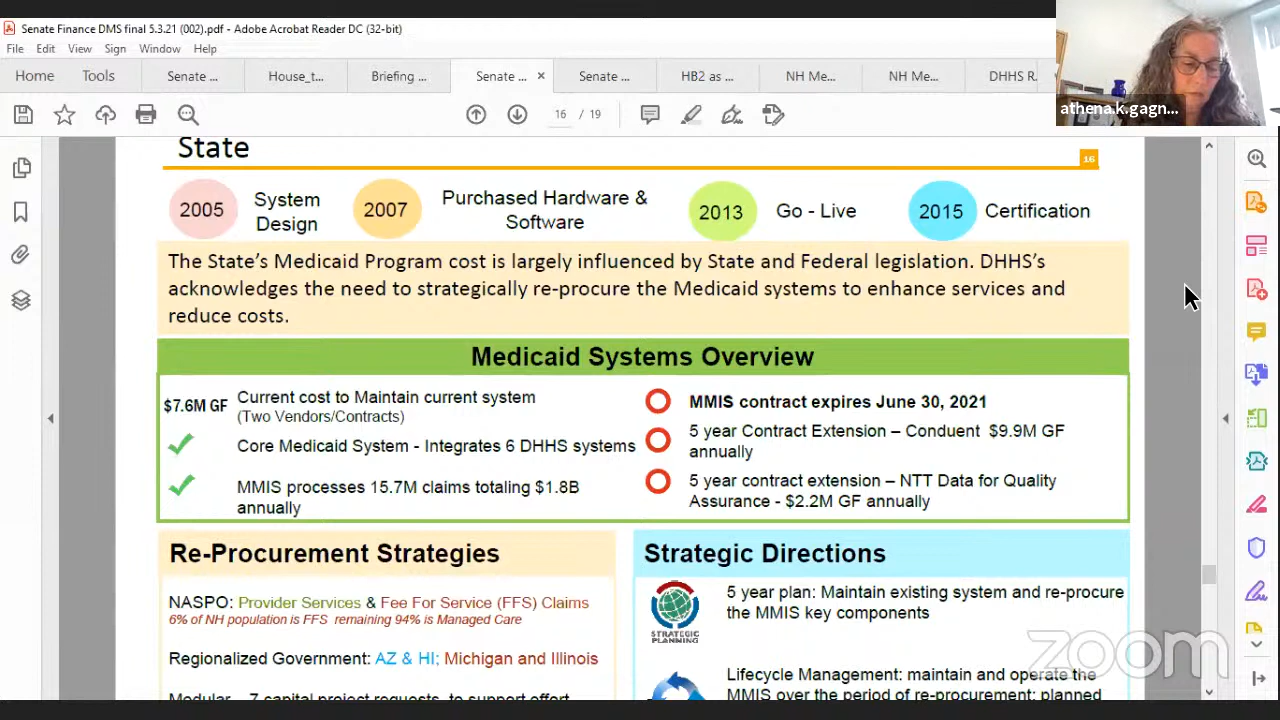 Senate Finance DMS final 5.3.21 (002).pdf - Adobe Acrobat Reader DC (32-bit)
File Edit View Sign Window Help
Home Tools Senate ... House_t... Briefing ... Senate ... × Senate ... HB2 as ... NH Me... NH Me... DHHS R.
16 / 19
athena.k.gagn...
State
16
2005 System Design
2007 Purchased Hardware & Software
2013 Go - Live
2015 Certification
The State’s Medicaid Program cost is largely influenced by State and Federal legislation. DHHS’s
acknowledges the need to strategically re-procure the Medicaid systems to enhance services and
reduce costs.
Medicaid Systems Overview
$7.6M GF Current cost to Maintain current system
(Two Vendors/Contracts)
Core Medicaid System - Integrates 6 DHHS systems
MMIS processes 15.7M claims totaling $1.8B
annually
MMIS contract expires June 30, 2021
5 year Contract Extension – Conduent $9.9M GF
annually
5 year contract extension – NTT Data for Quality
Assurance - $2.2M GF annually
Re-Procurement Strategies
NASPO: Provider Services & Fee For Service (FFS) Claims
6% of NH population is FFS remaining 94% is Managed Care
Regionalized Government: AZ & HI; Michigan and Illinois
Modular – 7 capital project requests to support effort
Strategic Directions
STRATEGIC PLANNING
5 year plan: Maintain existing system and re-procure
the MMIS key components
Lifecycle Management: maintain and operate the
MMIS over the period of re-procurement; planned
zoom